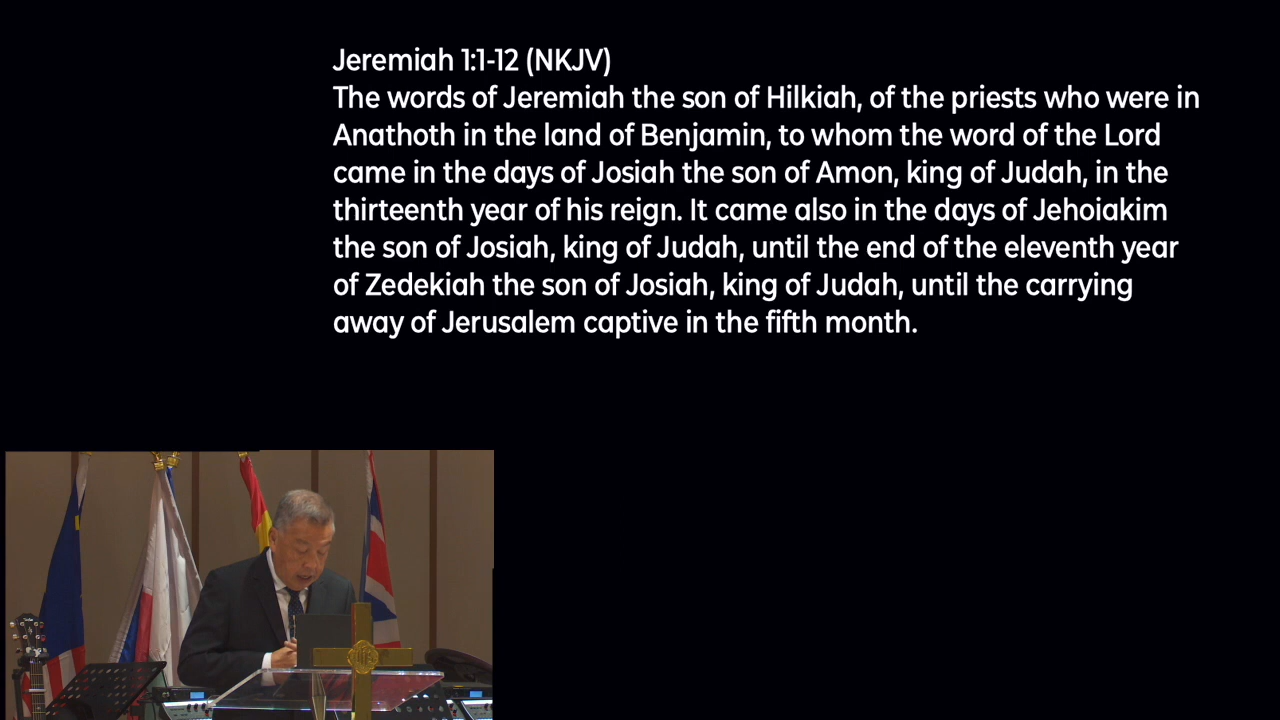 Jeremiah 1:1-12 (NKJV)
The words of Jeremiah the son of Hilkiah, of the priests who were in
Anathoth in the land of Benjamin, to whom the word of the Lord
came in the days of Josiah the son of Amon, king of Judah, in the
thirteenth year of his reign. It came also in the days of Jehoiakim
the son of Josiah, king of Judah, until the end of the eleventh year
of Zedekiah the son of Josiah, king of Judah, until the carrying
away of Jerusalem captive in the fifth month.